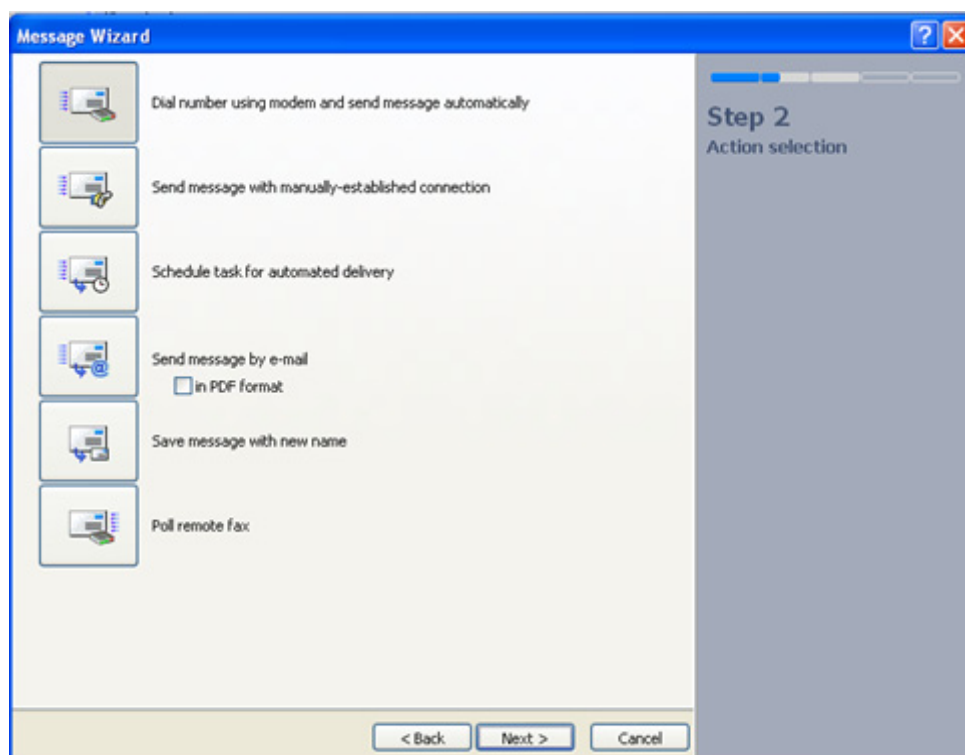 Message Wizard
Dial number using modem and send message automatically
Send message with manually-established connection
Schedule task for automated delivery
Send message by e-mail
in PDF format
Save message with new name
Poll remote fax
Step 2
Action selection
< Back
Next >
Cancel